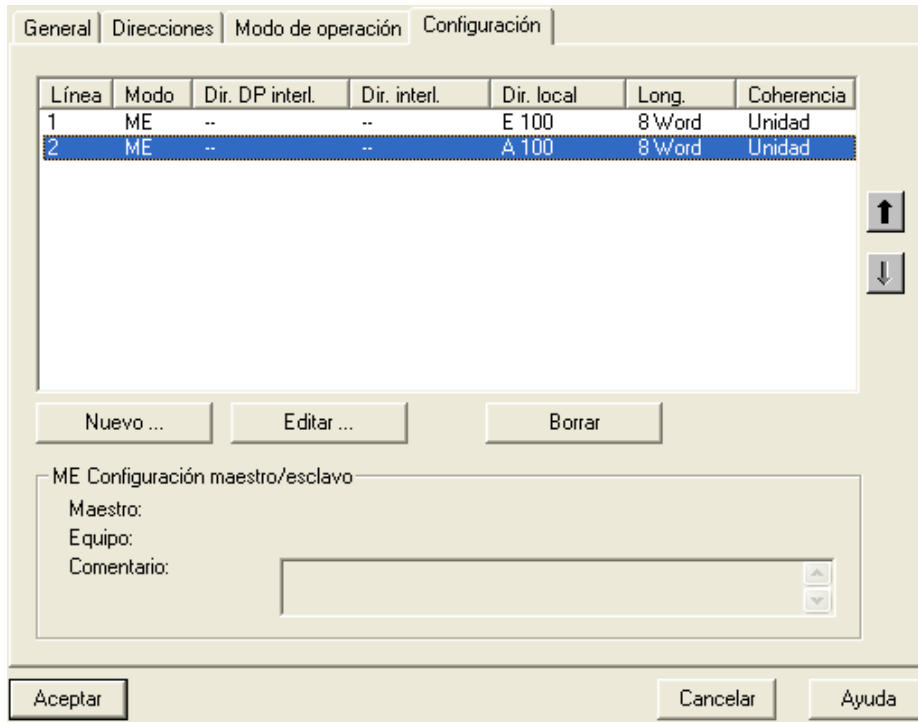 General Direcciones Modo de operación Configuración
Línea Modo Dir. DP interl. Dir. interl. Dir. local Long. Coherencia
1 ME -- -- E 100 8 Word Unidad
2 ME -- -- A 100 8 Word Unidad
Nuevo ... Editar ... Borrar
ME Configuración maestro/esclavo
Maestro:
Equipo:
Comentario:
Aceptar Cancelar Ayuda